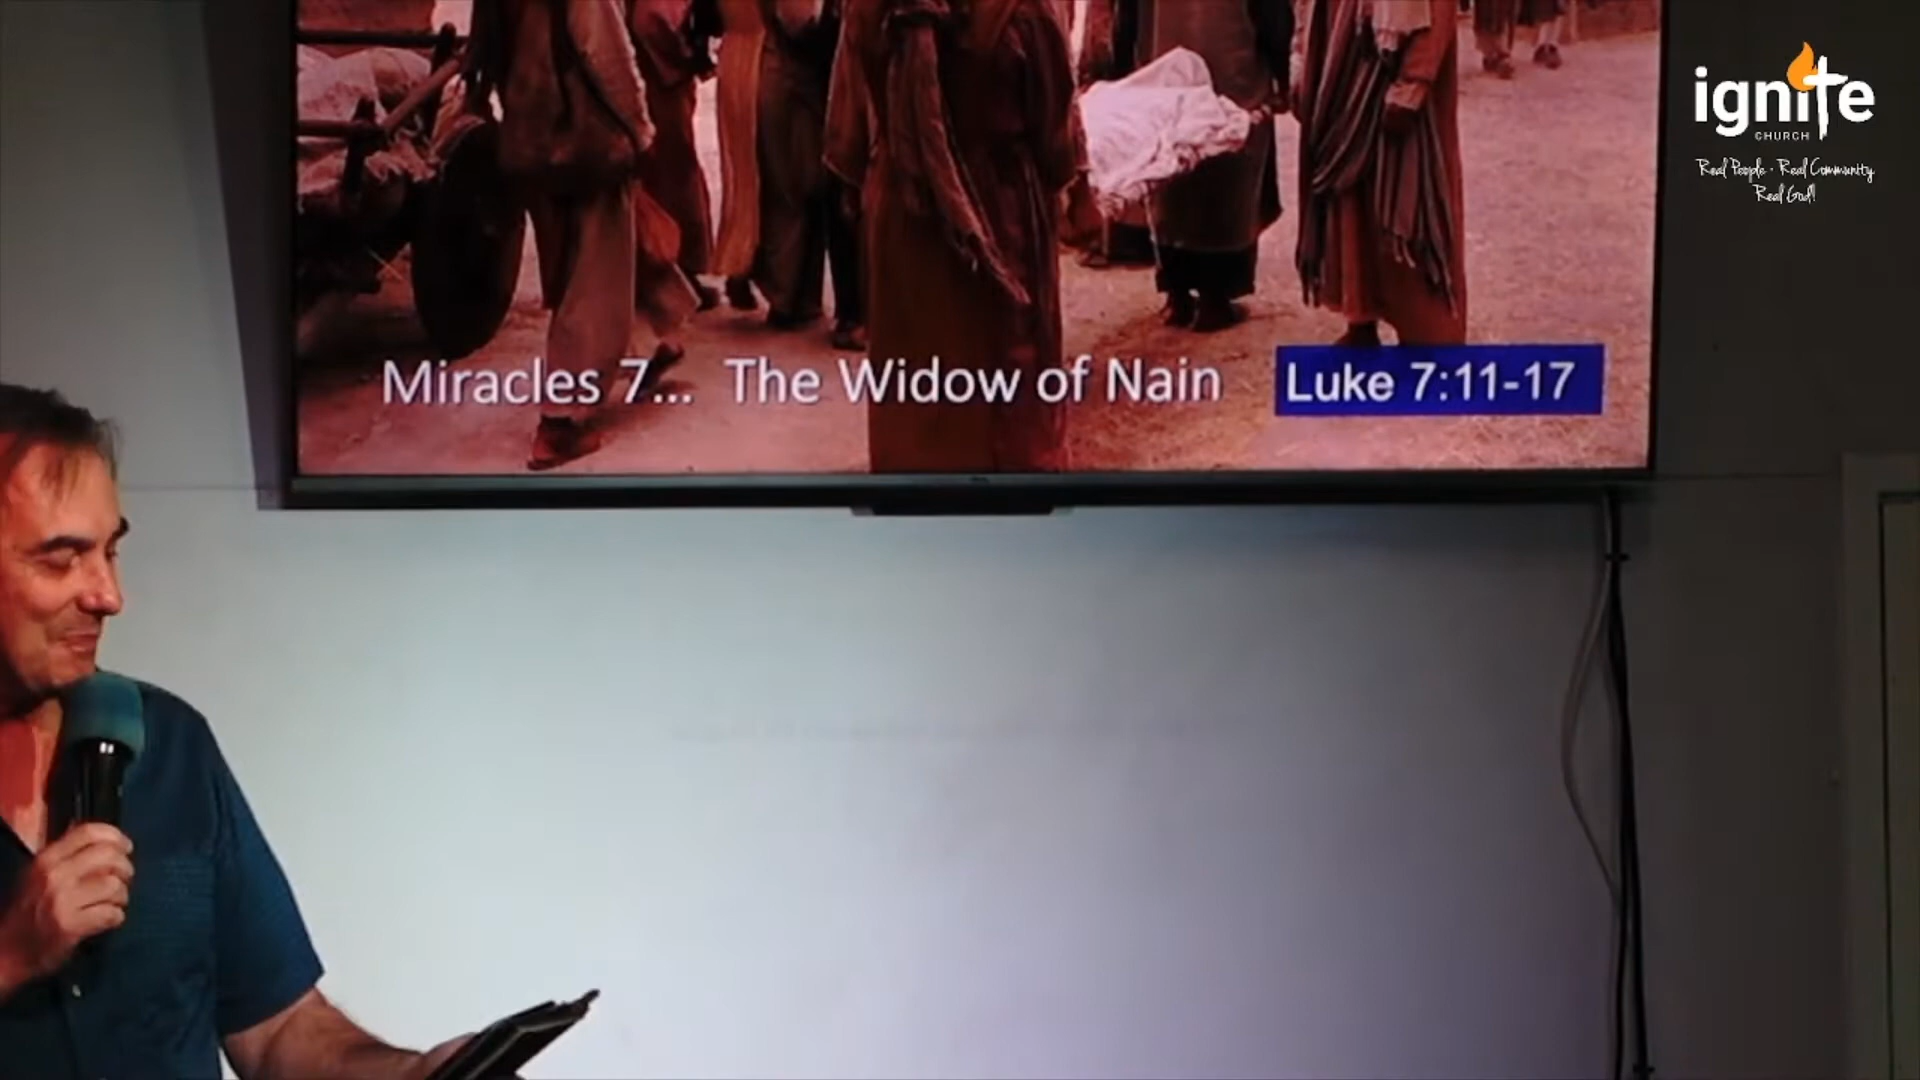 ignite
CHURCH
Real People · Real Community
Real God!
Miracles 7... The Widow of Nain Luke 7:11-17